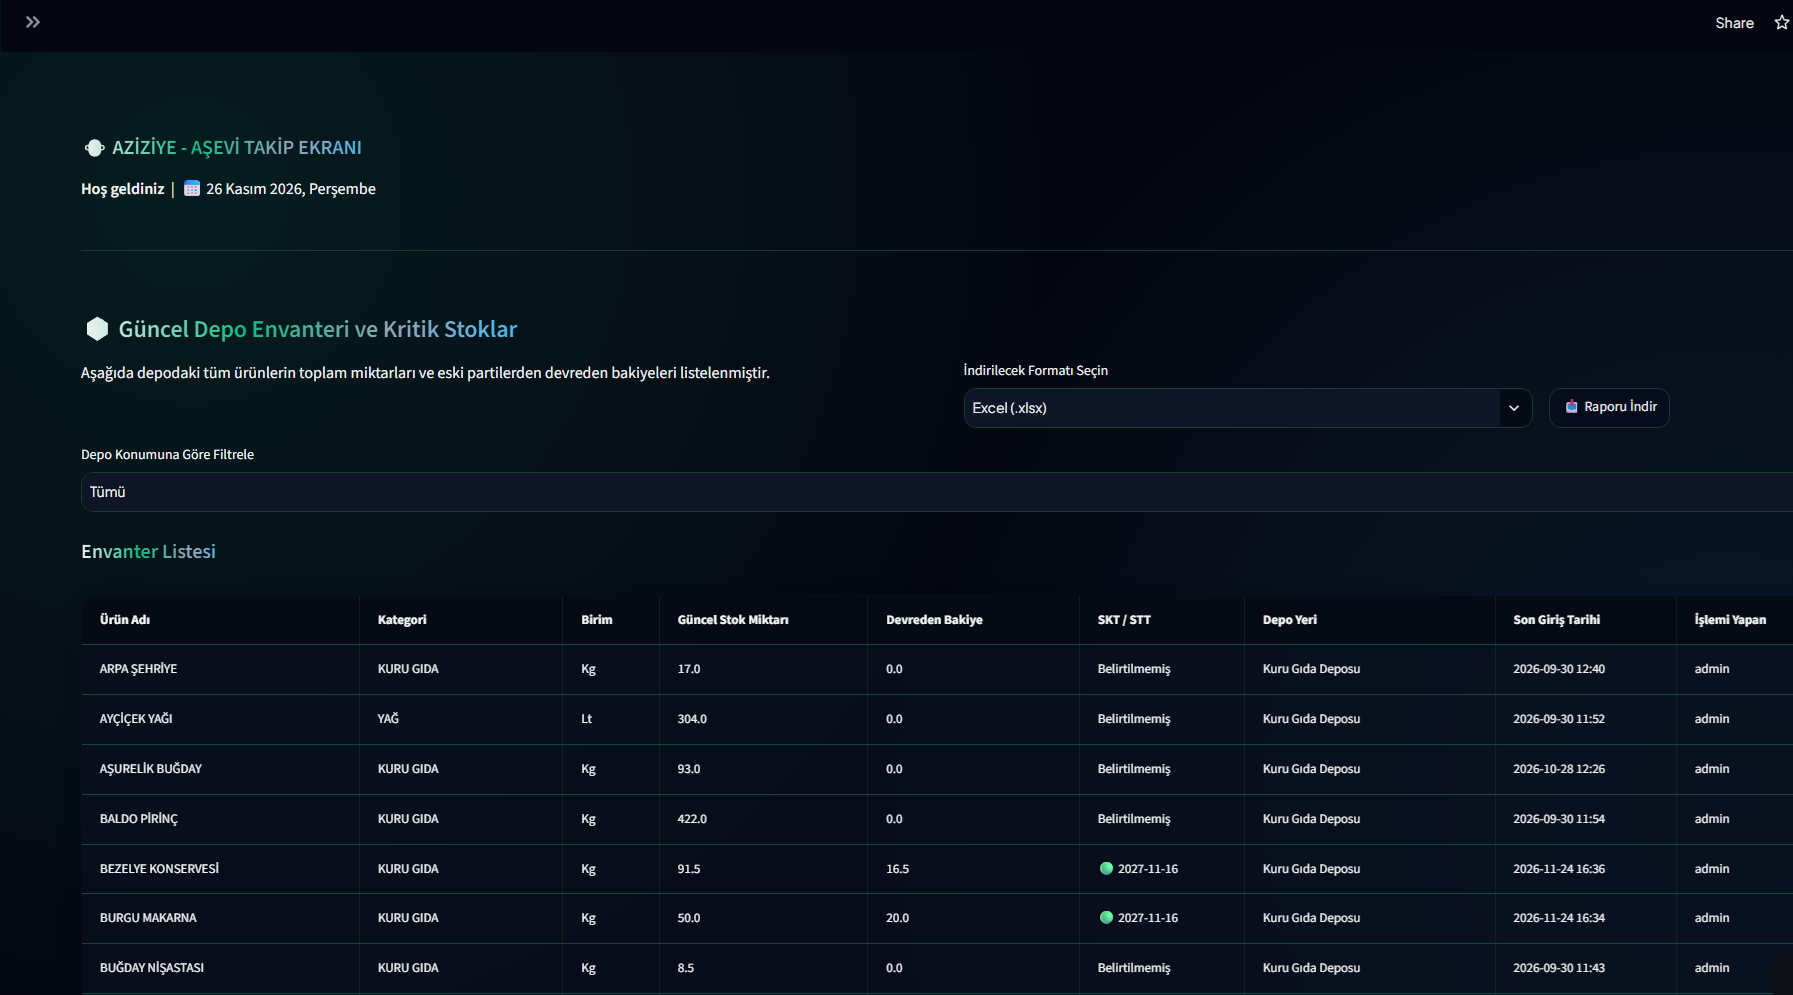 Share
AZİZİYE - AŞEVİ TAKİP EKRANI
Hoş geldiniz | 26 Kasım 2026, Perşembe
Güncel Depo Envanteri ve Kritik Stoklar
Aşağıda depodaki tüm ürünlerin toplam miktarları ve eski partilerden devreden bakiyeleri listelenmiştir.
İndirilecek Formatı Seçin
Excel (.xlsx)
Raporu İndir
Depo Konumuna Göre Filtrele
Tümü
Envanter Listesi
Ürün Adı Kategori Birim Güncel Stok Miktarı Devreden Bakiye SKT / STT Depo Yeri Son Giriş Tarihi İşlemi Yapan
ARPA ŞEHRİYE KURU GIDA Kg 17.0 0.0 Belirtilmemiş Kuru Gıda Deposu 2026-09-30 12:40 admin
AYÇİÇEK YAĞI YAĞ Lt 304.0 0.0 Belirtilmemiş Kuru Gıda Deposu 2026-09-30 11:52 admin
AŞURELİK BUĞDAY KURU GIDA Kg 93.0 0.0 Belirtilmemiş Kuru Gıda Deposu 2026-10-28 12:26 admin
BALDO PİRİNÇ KURU GIDA Kg 422.0 0.0 Belirtilmemiş Kuru Gıda Deposu 2026-09-30 11:54 admin
BEZELYE KONSERVESİ KURU GIDA Kg 91.5 16.5 2027-11-16 Kuru Gıda Deposu 2026-11-24 16:36 admin
BURGU MAKARNA KURU GIDA Kg 50.0 20.0 2027-11-16 Kuru Gıda Deposu 2026-11-24 16:34 admin
BUĞDAY NİŞASTASI KURU GIDA Kg 8.5 0.0 Belirtilmemiş Kuru Gıda Deposu 2026-09-30 11:43 admin